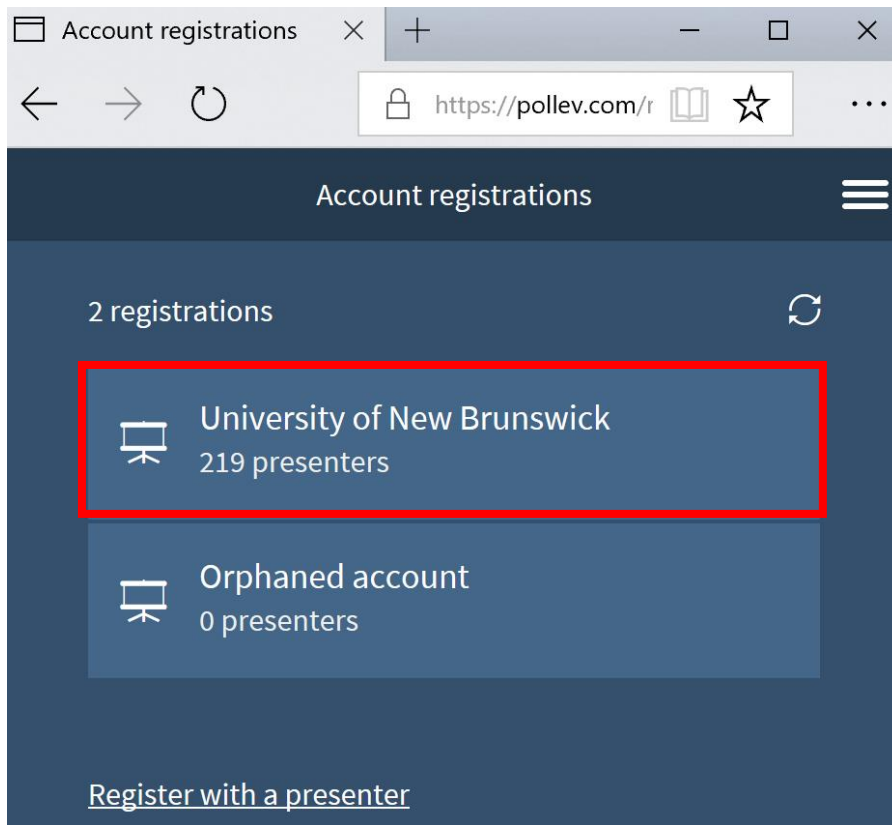 Account registrations
https://pollev.com/r
Account registrations
2 registrations
University of New Brunswick
219 presenters
Orphaned account
0 presenters
Register with a presenter